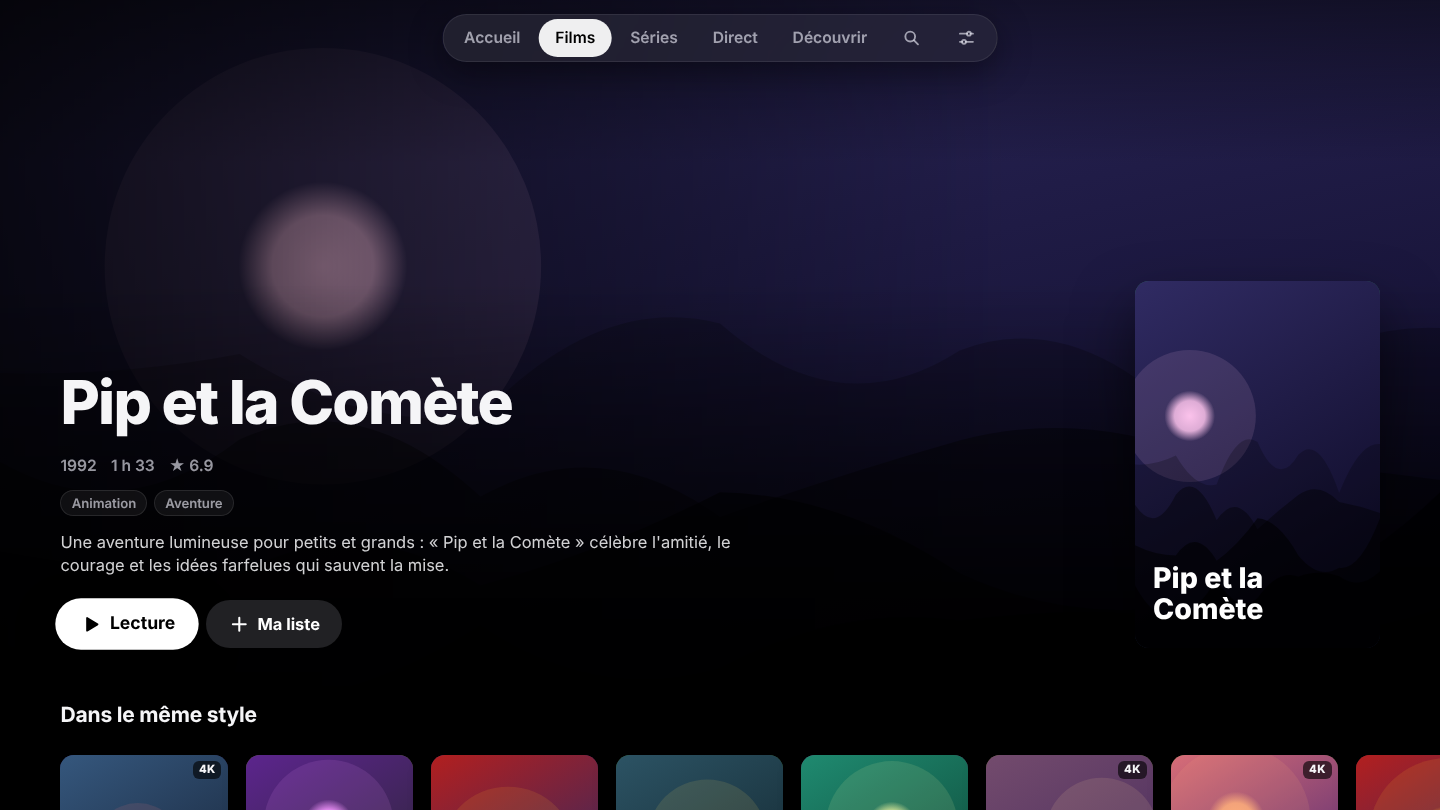 Accueil Films Séries Direct Découvrir
Pip et la Comète
1992 1 h 33 ★ 6.9
Animation Aventure
Une aventure lumineuse pour petits et grands : « Pip et la Comète » célèbre l'amitié, le
courage et les idées farfelues qui sauvent la mise.
Lecture Ma liste
Pip et la
Comète
Dans le même style
4K 4K 4K